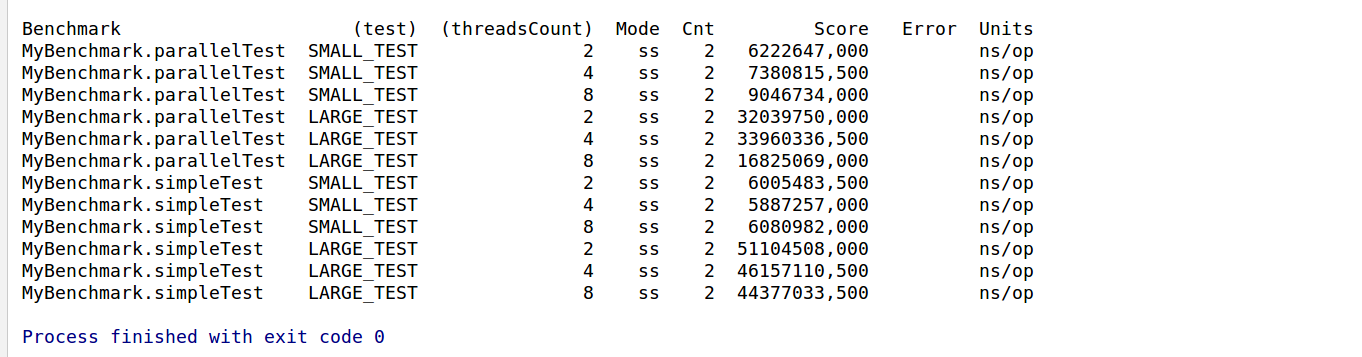 Benchmark (test) (threadsCount) Mode Cnt Score Error Units
MyBenchmark.parallelTest SMALL_TEST 2 ss 2 6222647,000 ns/op
MyBenchmark.parallelTest SMALL_TEST 4 ss 2 7380815,500 ns/op
MyBenchmark.parallelTest SMALL_TEST 8 ss 2 9046734,000 ns/op
MyBenchmark.parallelTest LARGE_TEST 2 ss 2 32039750,000 ns/op
MyBenchmark.parallelTest LARGE_TEST 4 ss 2 33960336,500 ns/op
MyBenchmark.parallelTest LARGE_TEST 8 ss 2 16825069,000 ns/op
MyBenchmark.simpleTest SMALL_TEST 2 ss 2 6005483,500 ns/op
MyBenchmark.simpleTest SMALL_TEST 4 ss 2 5887257,000 ns/op
MyBenchmark.simpleTest SMALL_TEST 8 ss 2 6080982,000 ns/op
MyBenchmark.simpleTest LARGE_TEST 2 ss 2 51104508,000 ns/op
MyBenchmark.simpleTest LARGE_TEST 4 ss 2 46157110,500 ns/op
MyBenchmark.simpleTest LARGE_TEST 8 ss 2 44377033,500 ns/op
Process finished with exit code 0